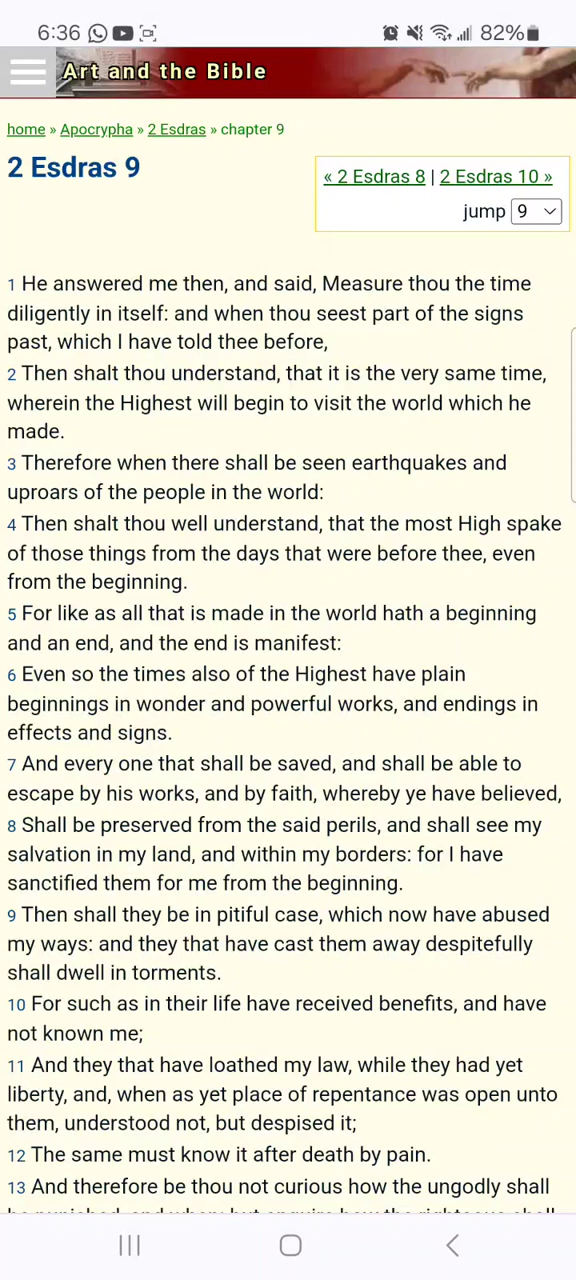 6:36
82%
Art and the Bible
home » Apocrypha » 2 Esdras » chapter 9
2 Esdras 9
« 2 Esdras 8 | 2 Esdras 10 »
jump 9
1 He answered me then, and said, Measure thou the time
diligently in itself: and when thou seest part of the signs
past, which I have told thee before,
2 Then shalt thou understand, that it is the very same time,
wherein the Highest will begin to visit the world which he
made.
3 Therefore when there shall be seen earthquakes and
uproars of the people in the world:
4 Then shalt thou well understand, that the most High spake
of those things from the days that were before thee, even
from the beginning.
5 For like as all that is made in the world hath a beginning
and an end, and the end is manifest:
6 Even so the times also of the Highest have plain
beginnings in wonder and powerful works, and endings in
effects and signs.
7 And every one that shall be saved, and shall be able to
escape by his works, and by faith, whereby ye have believed,
8 Shall be preserved from the said perils, and shall see my
salvation in my land, and within my borders: for I have
sanctified them for me from the beginning.
9 Then shall they be in pitiful case, which now have abused
my ways: and they that have cast them away despitefully
shall dwell in torments.
10 For such as in their life have received benefits, and have
not known me;
11 And they that have loathed my law, while they had yet
liberty, and, when as yet place of repentance was open unto
them, understood not, but despised it;
12 The same must know it after death by pain.
13 And therefore be thou not curious how the ungodly shall